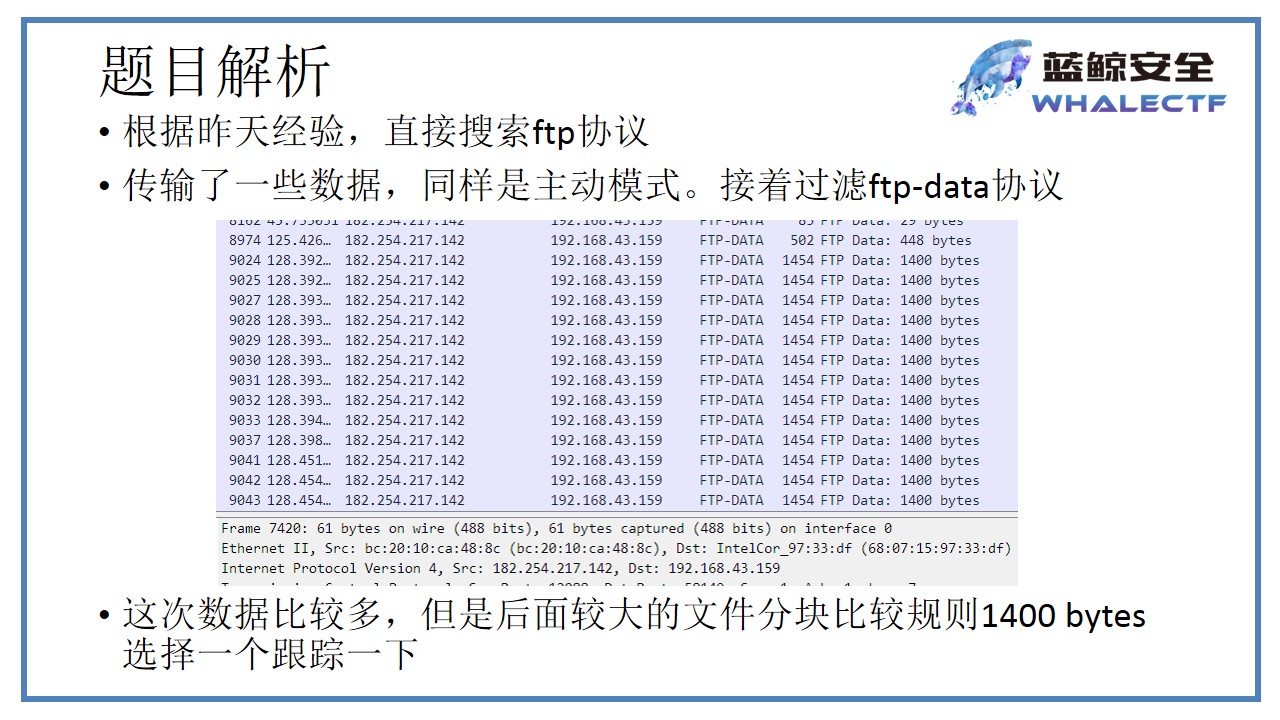 题目解析
蓝鲸安全
WHALECTF
• 根据昨天经验，直接搜索ftp协议
• 传输了一些数据，同样是主动模式。接着过滤ftp-data协议
8162 45.755051 182.254.217.142 192.168.43.159 FTP-DATA 83 FTP Data: 29 bytes
8974 125.426… 182.254.217.142 192.168.43.159 FTP-DATA 502 FTP Data: 448 bytes
9024 128.392… 182.254.217.142 192.168.43.159 FTP-DATA 1454 FTP Data: 1400 bytes
9025 128.392… 182.254.217.142 192.168.43.159 FTP-DATA 1454 FTP Data: 1400 bytes
9027 128.393… 182.254.217.142 192.168.43.159 FTP-DATA 1454 FTP Data: 1400 bytes
9028 128.393… 182.254.217.142 192.168.43.159 FTP-DATA 1454 FTP Data: 1400 bytes
9029 128.393… 182.254.217.142 192.168.43.159 FTP-DATA 1454 FTP Data: 1400 bytes
9030 128.393… 182.254.217.142 192.168.43.159 FTP-DATA 1454 FTP Data: 1400 bytes
9031 128.393… 182.254.217.142 192.168.43.159 FTP-DATA 1454 FTP Data: 1400 bytes
9032 128.393… 182.254.217.142 192.168.43.159 FTP-DATA 1454 FTP Data: 1400 bytes
9033 128.394… 182.254.217.142 192.168.43.159 FTP-DATA 1454 FTP Data: 1400 bytes
9037 128.398… 182.254.217.142 192.168.43.159 FTP-DATA 1454 FTP Data: 1400 bytes
9041 128.451… 182.254.217.142 192.168.43.159 FTP-DATA 1454 FTP Data: 1400 bytes
9042 128.454… 182.254.217.142 192.168.43.159 FTP-DATA 1454 FTP Data: 1400 bytes
9043 128.454… 182.254.217.142 192.168.43.159 FTP-DATA 1454 FTP Data: 1400 bytes
Frame 7420: 61 bytes on wire (488 bits), 61 bytes captured (488 bits) on interface 0
Ethernet II, Src: bc:20:10:ca:48:8c (bc:20:10:ca:48:8c), Dst: IntelCor_97:33:df (68:07:15:97:33:df)
Internet Protocol Version 4, Src: 182.254.217.142, Dst: 192.168.43.159
• 这次数据比较多，但是后面较大的文件分块比较规则1400 bytes
选择一个跟踪一下